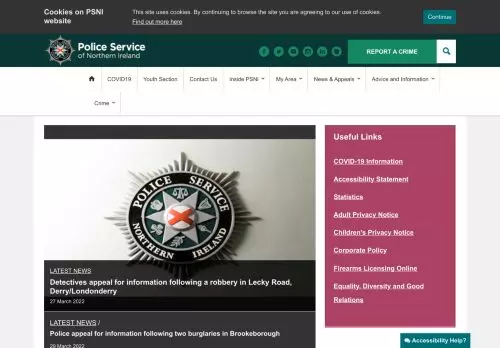 Cookies on PSNI website
This site uses cookies. By continuing to browse the site you are agreeing to our use of cookies.
Find out more here
Continue
Police Service
of Northern Ireland
REPORT A CRIME
COVID19
Youth Section
Contact Us
Inside PSNI
My Area
News & Appeals
Advice and Information
Crime
POLICE SERVICE
NORTHERN IRELAND
LATEST NEWS
Detectives appeal for information following a robbery in Lecky Road,
Derry/Londonderry
27 March 2022
LATEST NEWS /
Police appeal for information following two burglaries in Brookeborough
29 March 2022
Useful Links
COVID-19 Information
Accessibility Statement
Statistics
Adult Privacy Notice
Children's Privacy Notice
Corporate Policy
Firearms Licensing Online
Equality, Diversity and Good
Relations
Accessibility Help?